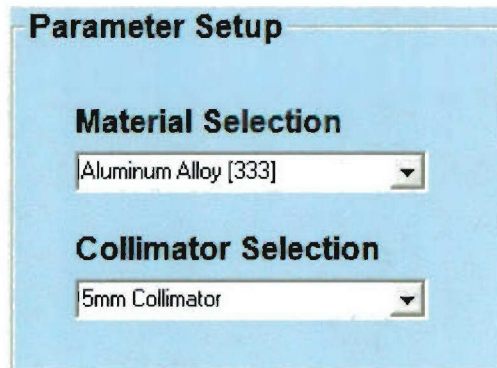 Parameter Setup
Material Selection
Aluminum Alloy [333]
Collimator Selection
5mm Collimator